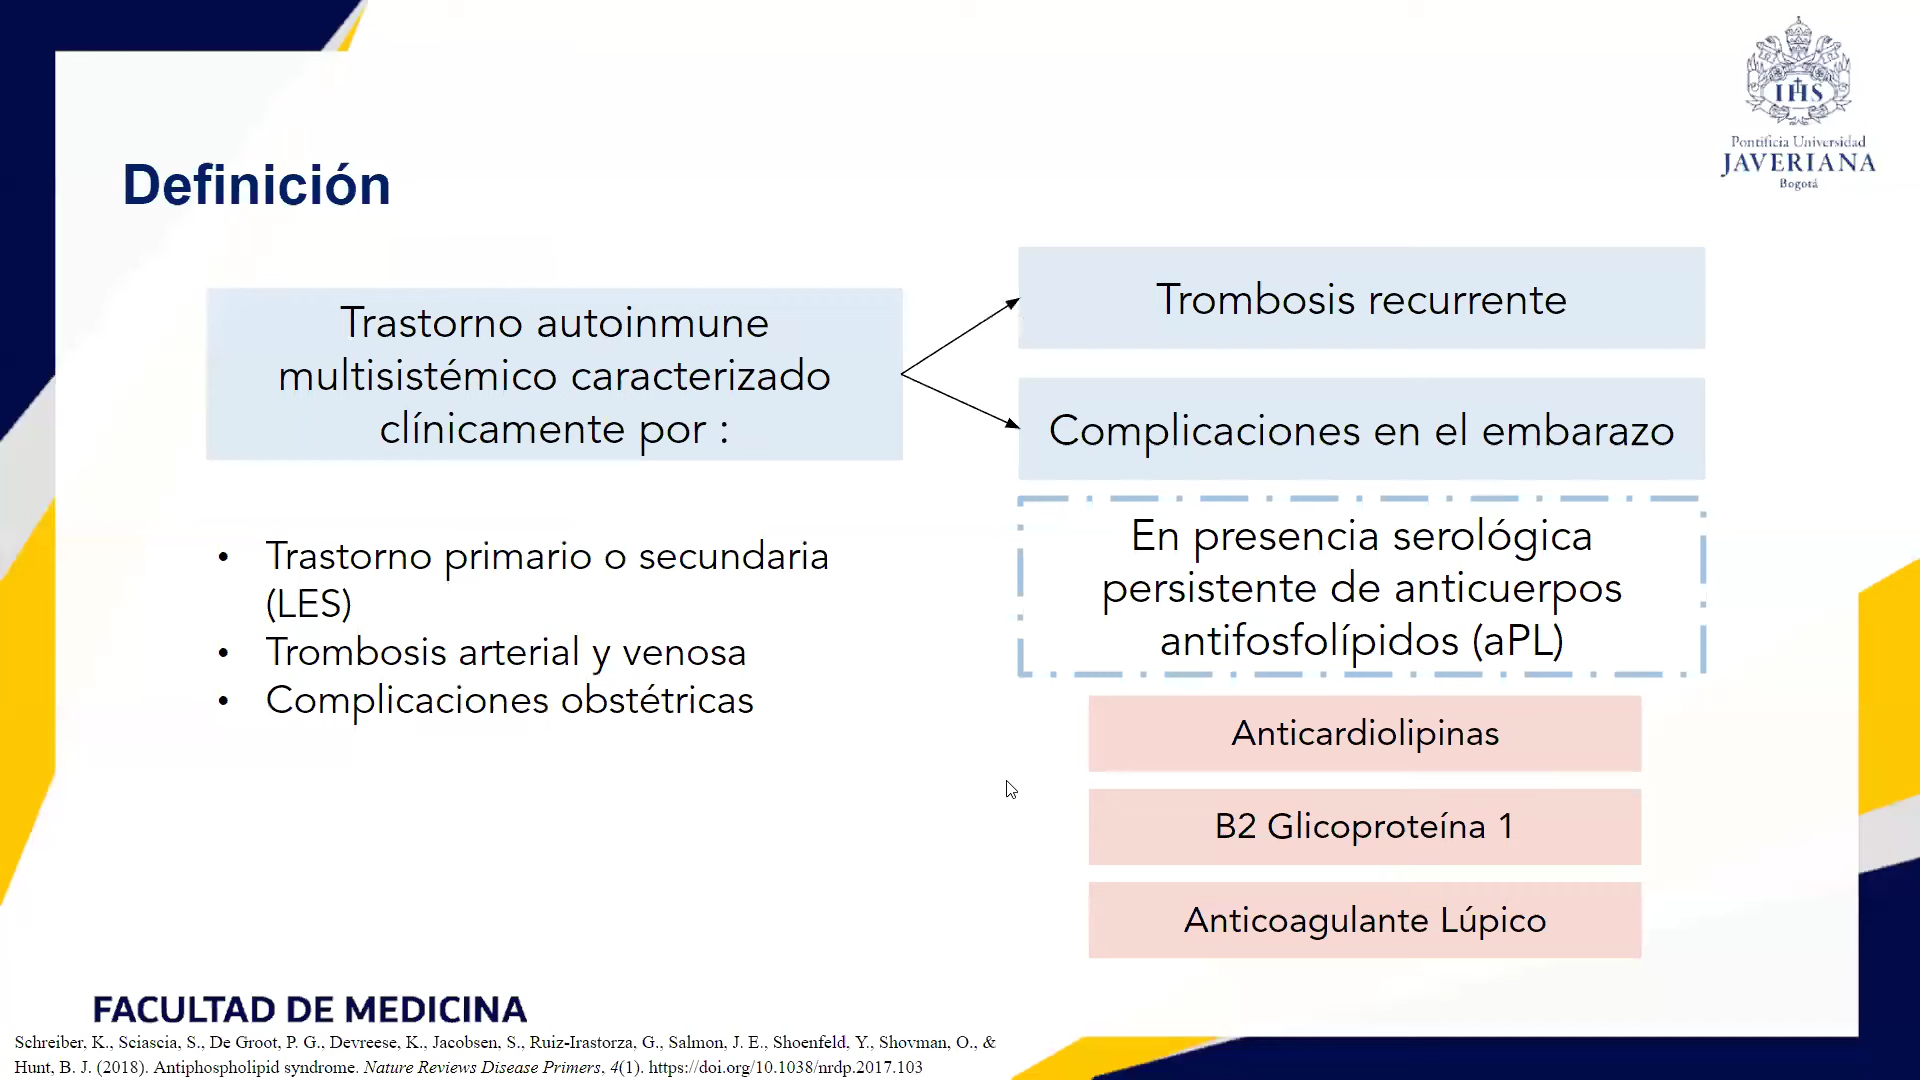 IHS
Pontificia Universidad
JAVERIANA
Bogotá
Definición
Trastorno autoinmune
multisistémico caracterizado
clínicamente por :
Trombosis recurrente
Complicaciones en el embarazo
En presencia serológica
persistente de anticuerpos
antifosfolípidos (aPL)
• Trastorno primario o secundaria
(LES)
• Trombosis arterial y venosa
• Complicaciones obstétricas
Anticardiolipinas
B2 Glicoproteína 1
Anticoagulante Lúpico
FACULTAD DE MEDICINA
Schreiber, K., Sciascia, S., De Groot, P. G., Devreese, K., Jacobsen, S., Ruiz-Irastorza, G., Salmon, J. E., Shoenfeld, Y., Shovman, O., &
Hunt, B. J. (2018). Antiphospholipid syndrome. Nature Reviews Disease Primers, 4(1). https://doi.org/10.1038/nrdp.2017.103